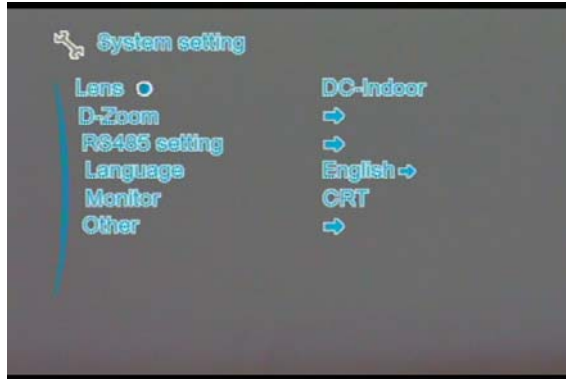 System setting
Lens DC-Indoor
D-Zoom
RS485 setting
Language English
Monitor CRT
Other